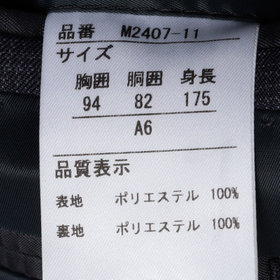 品番 M2407-11
サイズ
胸囲 胴囲 身長
94 82 175
A6
品質表示
表地 ポリエステル 100%
裏地 ポリエステル 100%